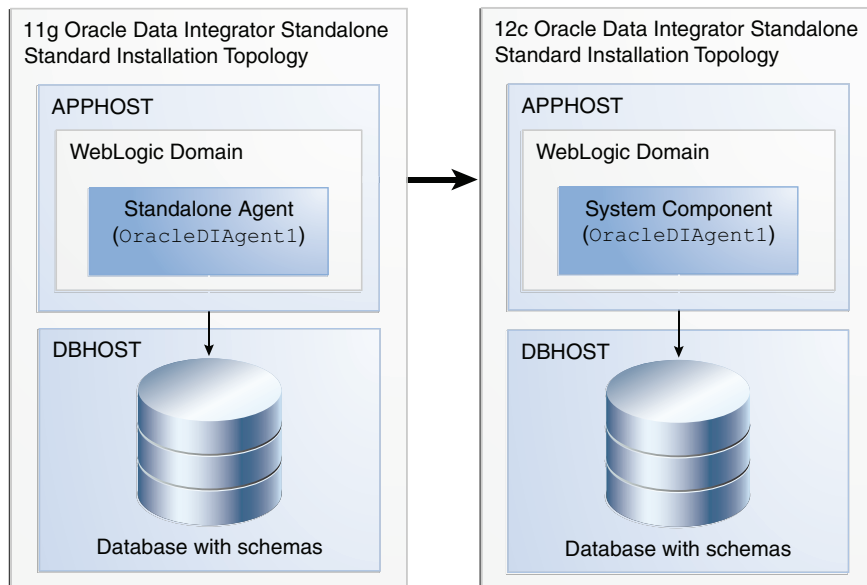 11g Oracle Data Integrator Standalone
Standard Installation Topology
APPHOST
WebLogic Domain
Standalone Agent
(OracleDIAgent1)
DBHOST
Database with schemas
12c Oracle Data Integrator Standalone
Standard Installation Topology
APPHOST
WebLogic Domain
System Component
(OracleDIAgent1)
DBHOST
Database with schemas